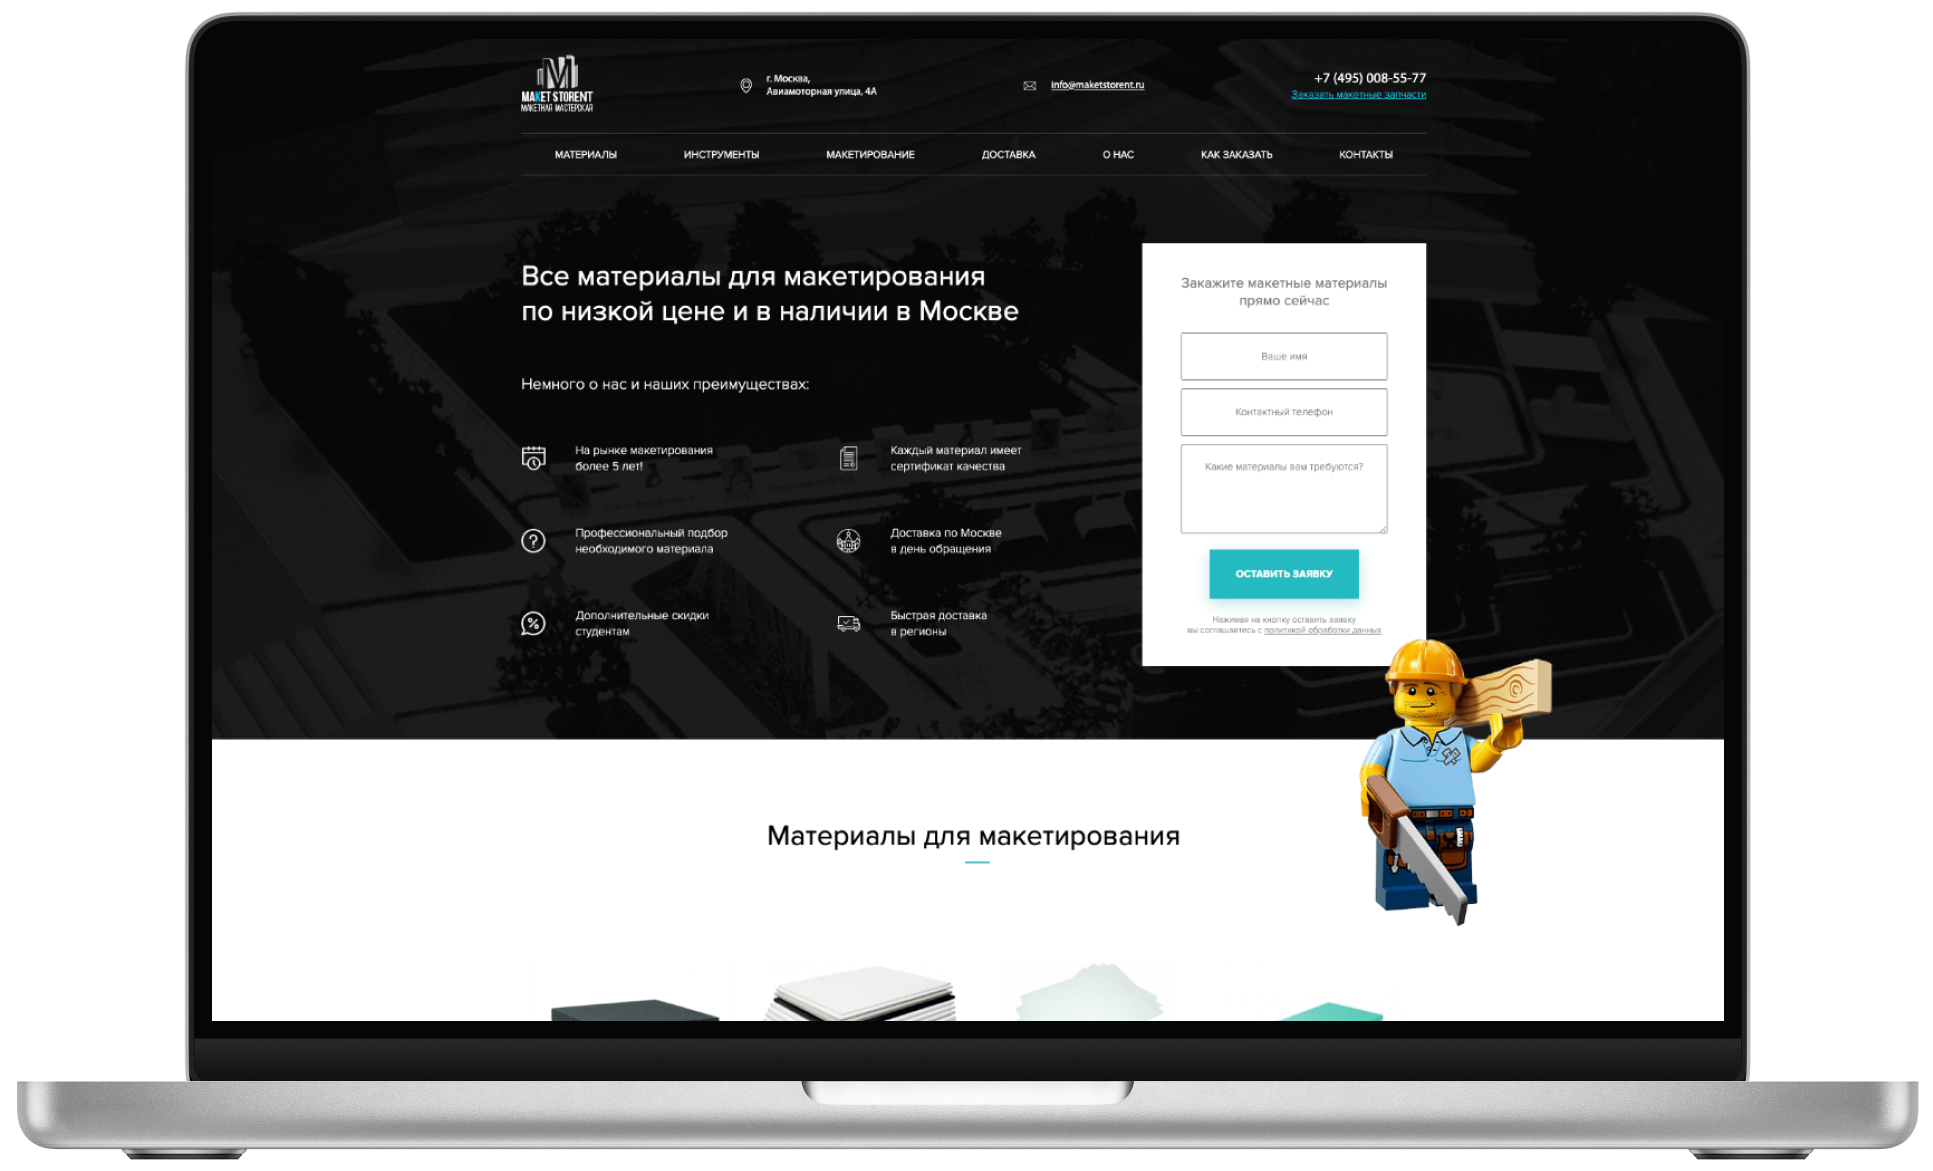 MAKET STORENT
МАКЕТНАЯ МАСТЕРСКАЯ
г. Москва,
Авиамоторная улица, 4А
info@maketstorent.ru
+7 (495) 008-55-77
Заказать макетные запчасти
МАТЕРИАЛЫ ИНСТРУМЕНТЫ МАКЕТИРОВАНИЕ ДОСТАВКА О НАС КАК ЗАКАЗАТЬ КОНТАКТЫ
Все материалы для макетирования
по низкой цене и в наличии в Москве
Немного о нас и наших преимуществах:
На рынке макетирования
более 5 лет!
Каждый материал имеет
сертификат качества
Профессиональный подбор
необходимого материала
Доставка по Москве
в день обращения
Дополнительные скидки
студентам
Быстрая доставка
в регионы
Закажите макетные материалы
прямо сейчас
Ваше имя
Контактный телефон
Какие материалы вам требуются?
ОСТАВИТЬ ЗАЯВКУ
Нажимая на кнопку оставить заявку
вы соглашаетесь с политикой обработки данных
Материалы для макетирования